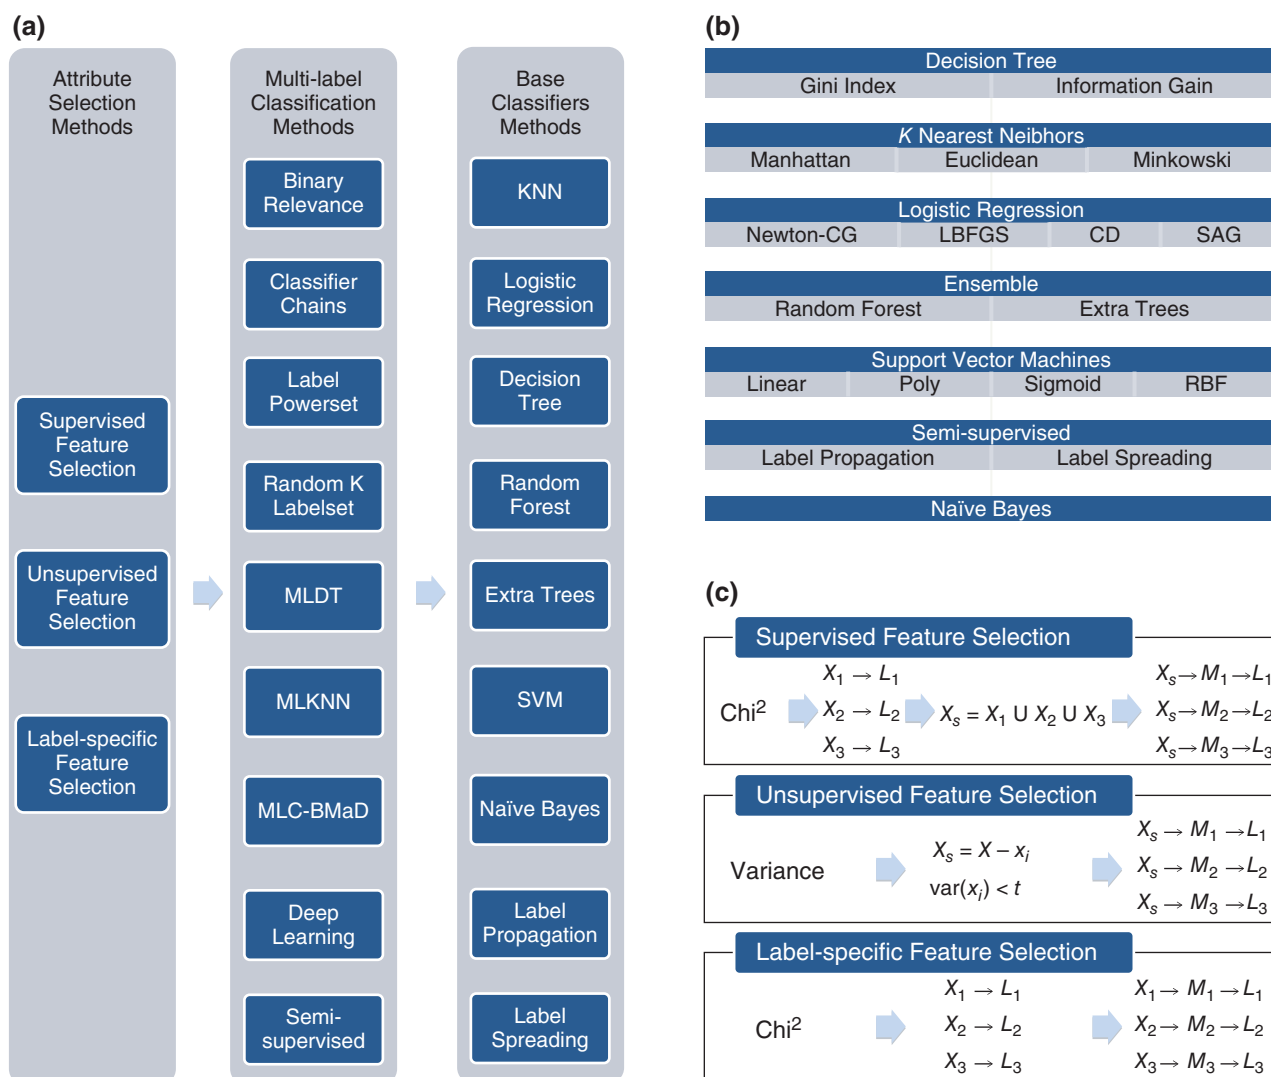 (a)
Attribute
Selection
Methods
Supervised
Feature
Selection
Unsupervised
Feature
Selection
Label-specific
Feature
Selection
Multi-label
Classification
Methods
Binary
Relevance
Classifier
Chains
Label
Powerset
Random K
Labelset
MLDT
MLKNN
MLC-BMaD
Deep
Learning
Semi-
supervised
Base
Classifiers
Methods
KNN
Logistic
Regression
Decision
Tree
Random
Forest
Extra Trees
SVM
Naïve Bayes
Label
Propagation
Label
Spreading
(b)
Decision Tree
Gini Index Information Gain
K Nearest Neibhors
Manhattan Euclidean Minkowski
Logistic Regression
Newton-CG LBFGS CD SAG
Ensemble
Random Forest Extra Trees
Support Vector Machines
Linear Poly Sigmoid RBF
Semi-supervised
Label Propagation Label Spreading
Naïve Bayes
(c)
Supervised Feature Selection
Chi²
X₁ → L₁
X₂ → L₂
X₃ → L₃
Xₛ = X₁ U X₂ U X₃
Xₛ → M₁ → L₁
Xₛ → M₂ → L₂
Xₛ → M₃ → L₃
Unsupervised Feature Selection
Variance
Xₛ = X – xᵢ
var(xᵢ) < t
Xₛ → M₁ → L₁
Xₛ → M₂ → L₂
Xₛ → M₃ → L₃
Label-specific Feature Selection
Chi²
X₁ → L₁
X₂ → L₂
X₃ → L₃
X₁ → M₁ → L₁
X₂ → M₂ → L₂
X₃ → M₃ → L₃